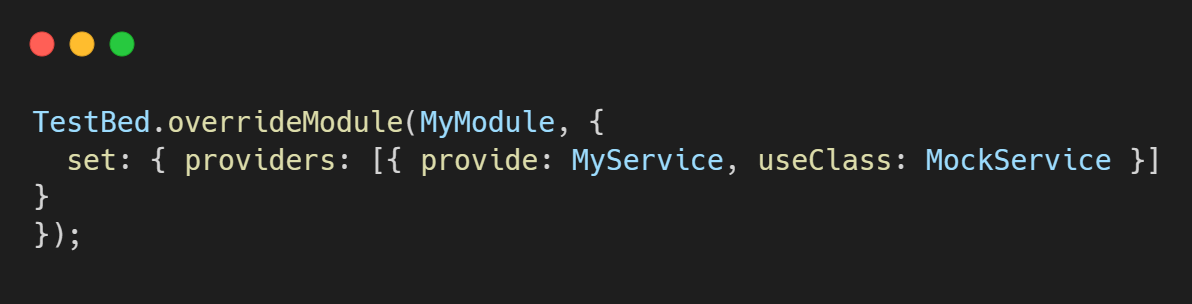 TestBed.overrideModule(MyModule, {
  set: { providers: [{ provide: MyService, useClass: MockService }]
}
});